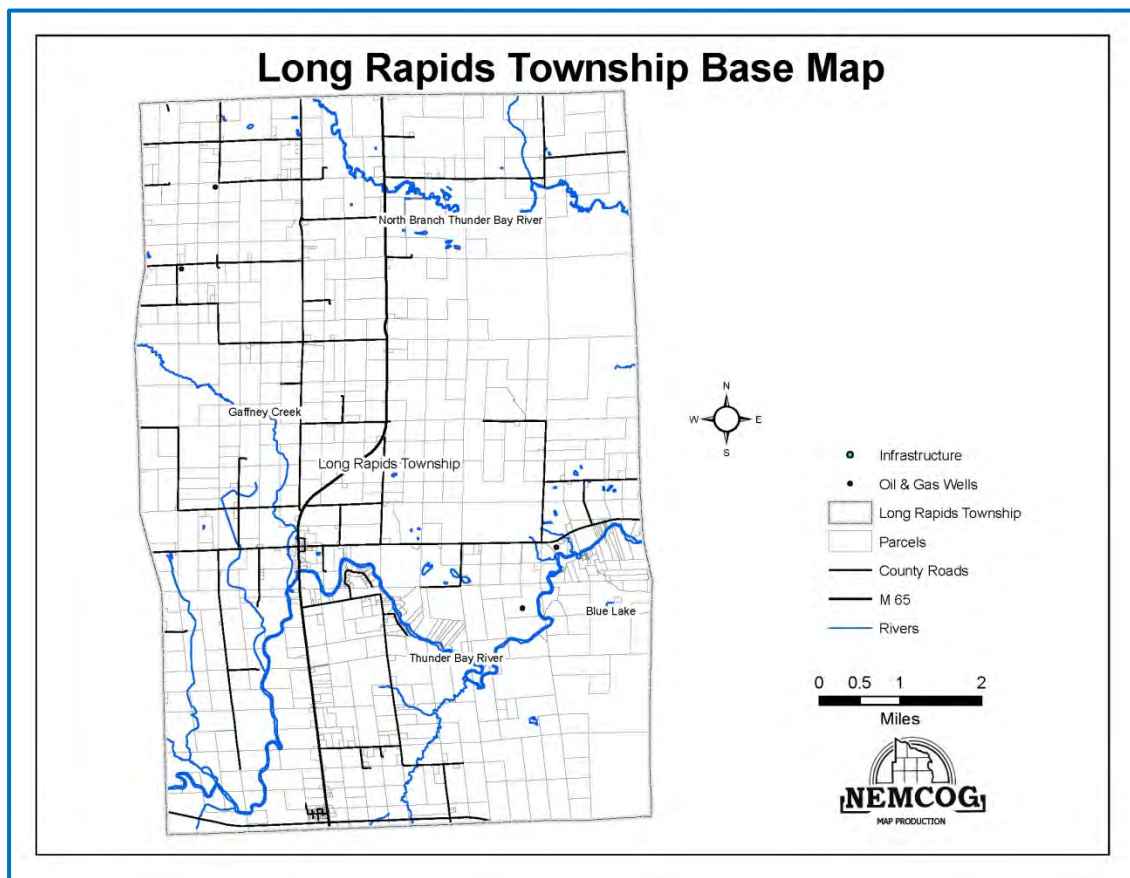 Long Rapids Township Base Map
North Branch Thunder Bay River
Gaffney Creek
Long Rapids Township
Blue Lake
Thunder Bay River
N
W E
S
Infrastructure
Oil & Gas Wells
Long Rapids Township
Parcels
County Roads
M 65
Rivers
0 0.5 1 2
Miles
NEMCOG
MAP PRODUCTION